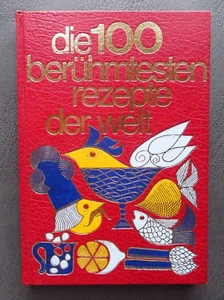 die 100
berühmtesten
rezepte
der welt